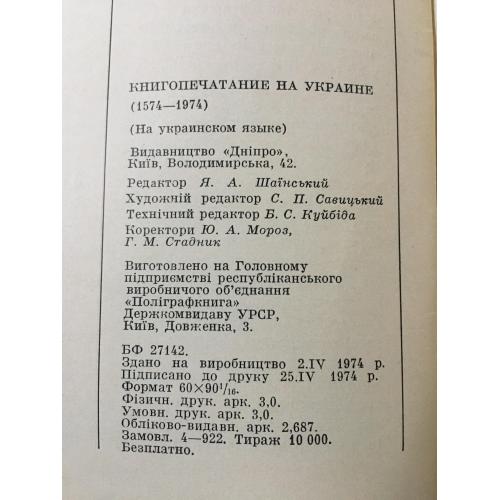 КНИГОПЕЧАТАНИЕ НА УКРАИНЕ
(1574—1974)
(На украинском языке)
Видавництво «Дніпро»,
Київ, Володимирська, 42.
Редактор Я. А. Шаїнський
Художній редактор С. П. Савицький
Технічний редактор Б. С. Куйбіда
Коректори Ю. А. Мороз,
Г. М. Стадник
Виготовлено на Головному
підприємстві республіканського
виробничого об'єднання
«Поліграфкнига»
Держкомвидаву УРСР,
Київ, Довженка, 3.
БФ 27142.
Здано на виробництво 2.IV 1974 р.
Підписано до друку 25.IV 1974 р.
Формат 60×90¹/₁₆.
Фізичн. друк. арк. 3,0.
Умовн. друк. арк. 3,0.
Обліково-видавн. арк. 2,687.
Замовл. 4—922. Тираж 10 000.
Безплатно.